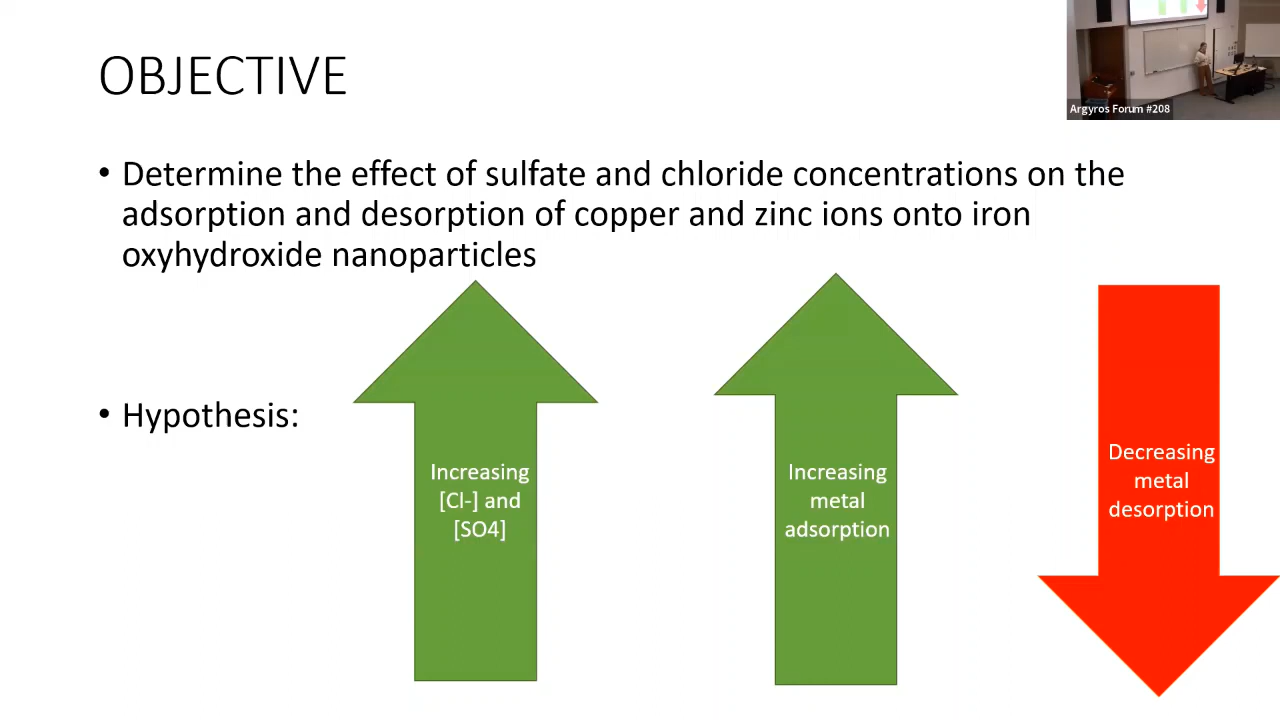 OBJECTIVE
Argyros Forum #208
• Determine the effect of sulfate and chloride concentrations on the
adsorption and desorption of copper and zinc ions onto iron
oxyhydroxide nanoparticles
• Hypothesis:
Increasing
[Cl-] and
[SO4]
Increasing
metal
adsorption
Decreasing
metal
desorption